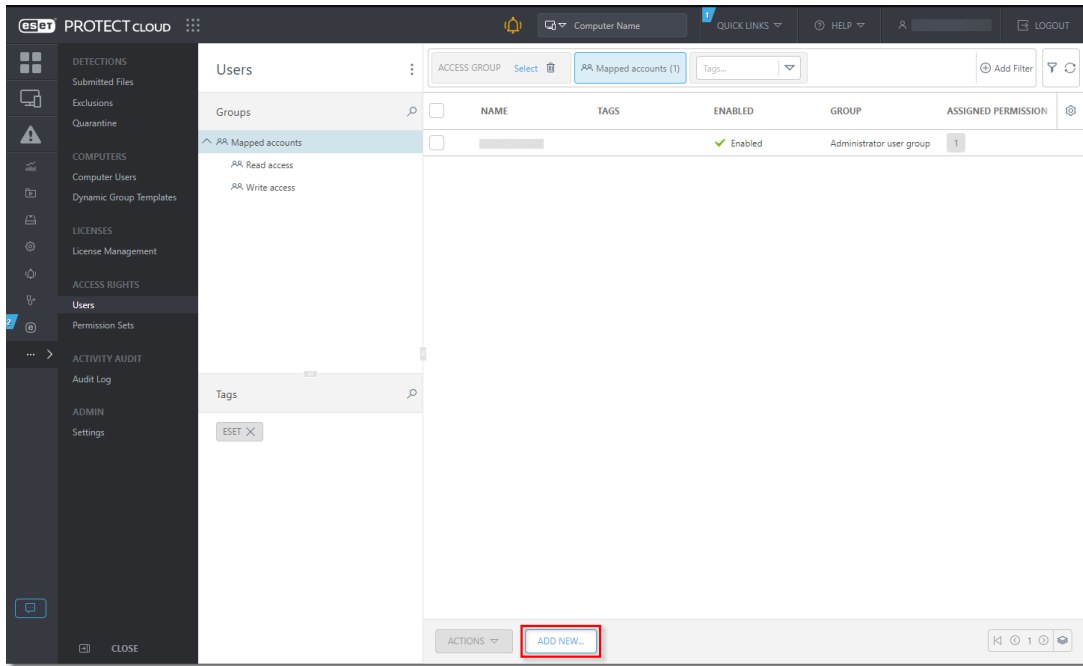 eset PROTECT CLOUD
Computer Name
1
QUICK LINKS
HELP
LOGOUT
DETECTIONS
Submitted Files
Exclusions
Quarantine
COMPUTERS
Computer Users
Dynamic Group Templates
LICENSES
License Management
ACCESS RIGHTS
Users
Permission Sets
2
ACTIVITY AUDIT
Audit Log
ADMIN
Settings
CLOSE
Users
Groups
Mapped accounts
Read access
Write access
Tags
ESET
ACCESS GROUP Select Mapped accounts (1) Tags... Add Filter
NAME TAGS ENABLED GROUP ASSIGNED PERMISSION
Enabled Administrator user group 1
ACTIONS ADD NEW... 1